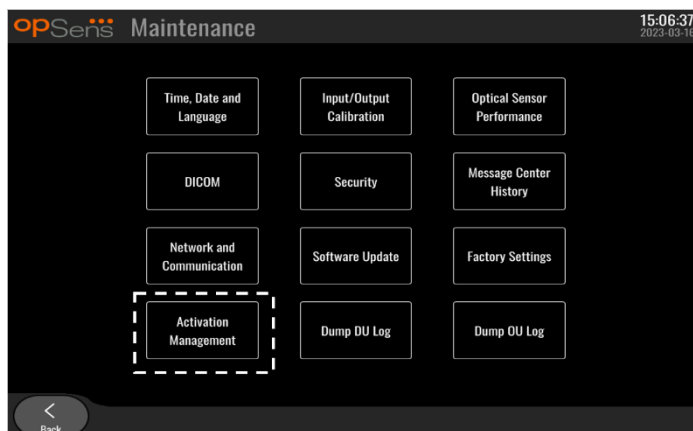 opSens Maintenance
15:06:37
2023-03-16
Time, Date and
Language
Input/Output
Calibration
Optical Sensor
Performance
DICOM
Security
Message Center
History
Network and
Communication
Software Update
Factory Settings
Activation
Management
Dump DU Log
Dump OU Log
Back